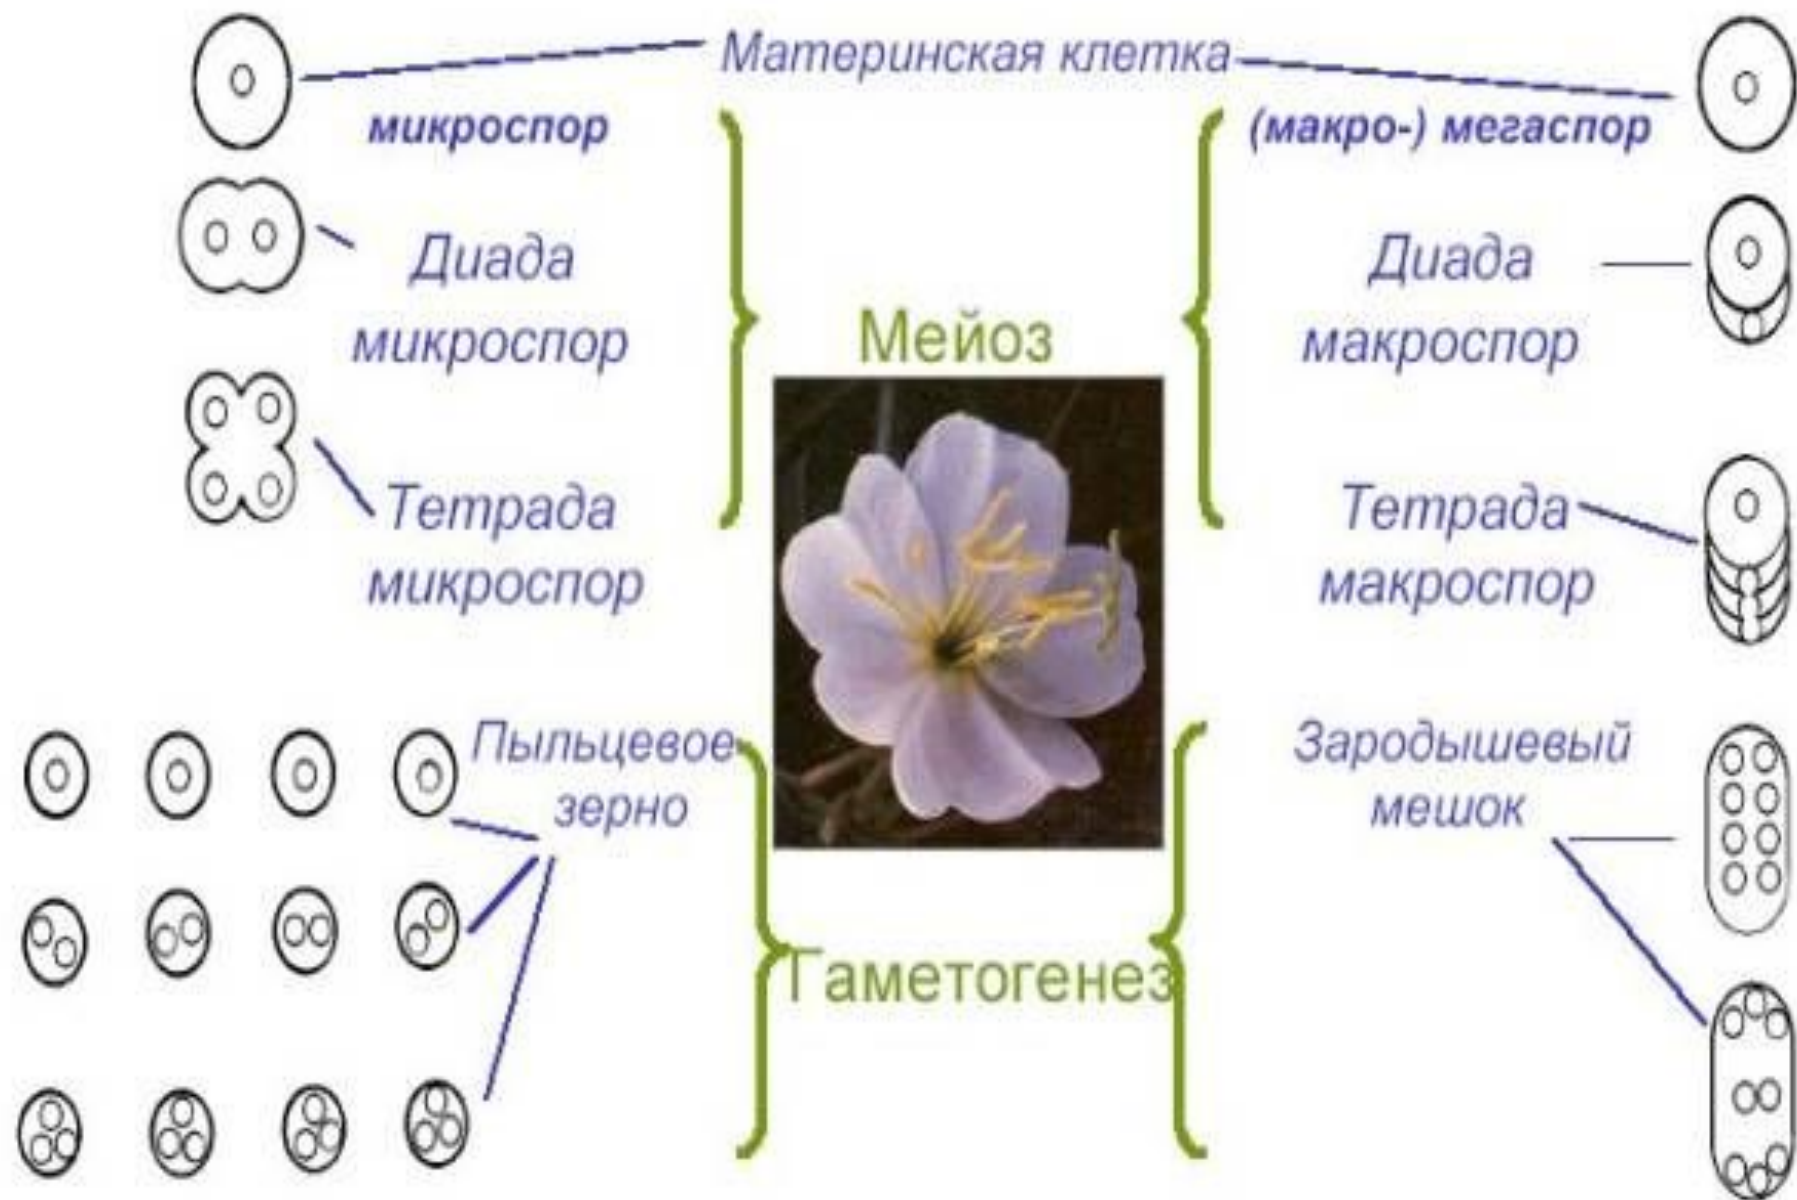 Материнская клетка
микроспор
(макро-) мегаспор
Диада
микроспор
Диада
макроспор
Мейоз
Тетрада
микроспор
Тетрада
макроспор
Пыльцевое
зерно
Зародышевый
мешок
Гаметогенез